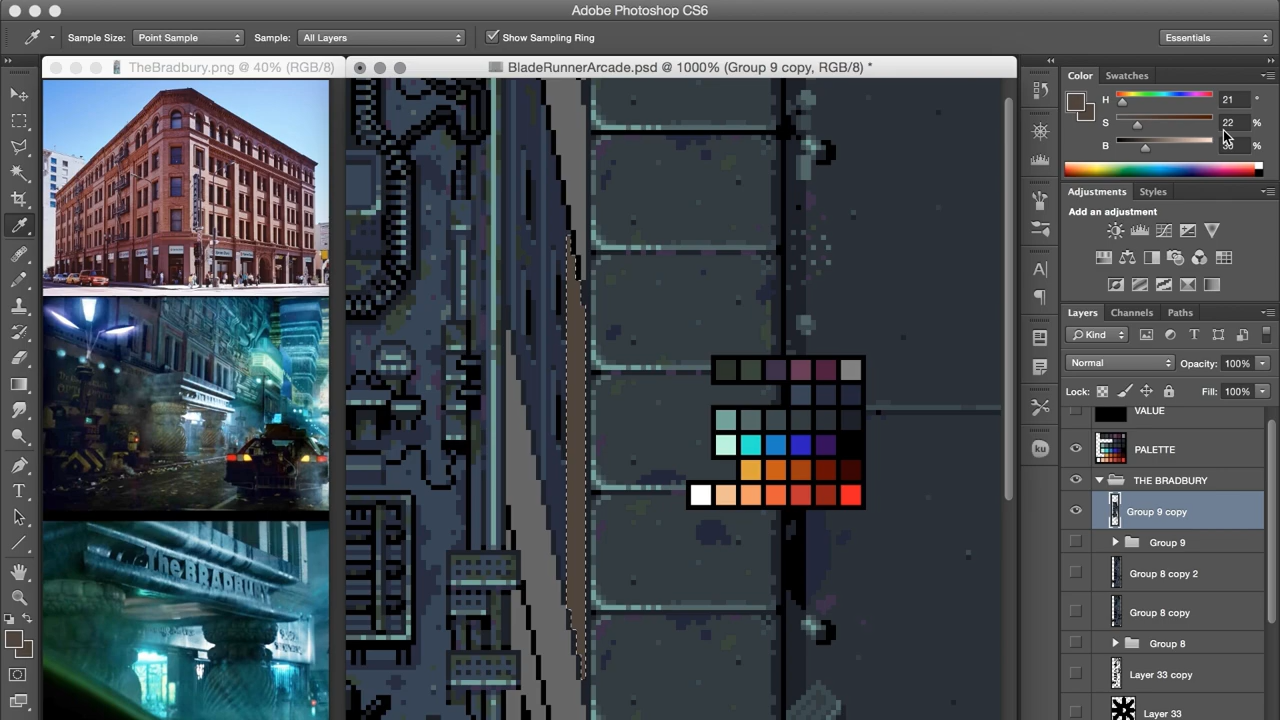 Adobe Photoshop CS6
Sample Size: Point Sample Sample: All Layers Show Sampling Ring Essentials
TheBradbury.png @ 40% (RGB/8)
BladeRunnerArcade.psd @ 1000% (Group 9 copy, RGB/8) *
Color Swatches
H 21 °
S 22 %
B %
Adjustments Styles
Add an adjustment
Layers Channels Paths
Kind
Normal Opacity: 100%
Lock: Fill: 100%
VALUE
PALETTE
THE BRADBURY
Group 9 copy
Group 9
Group 8 copy 2
Group 8 copy
Group 8
Layer 33 copy
Layer 33
ku
The BRADBURY